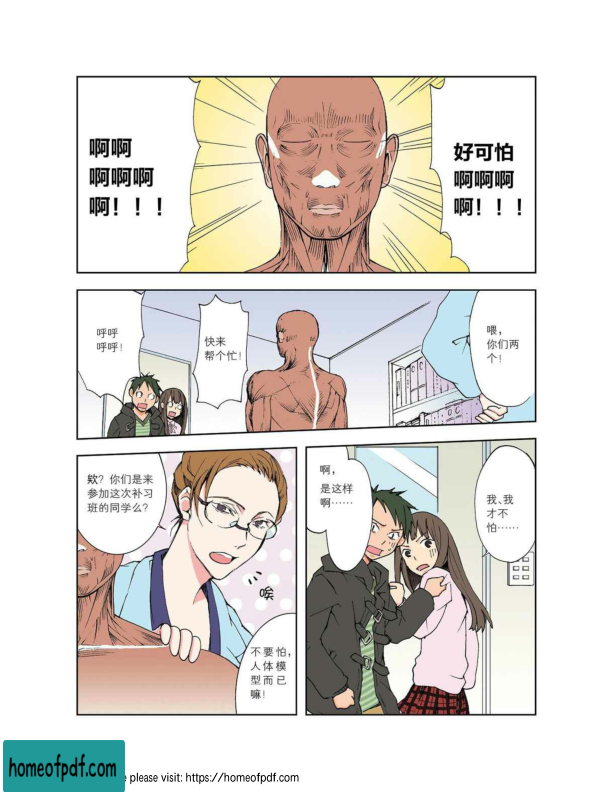 好可怕
啊啊啊
啊！！！
啊啊
啊啊啊
啊！！！
喂，
你们两
个！
快来
帮个忙！
呼呼
呼呼！
欸？你们是来
参加这次补习
班的同学么？
唉
不要怕，
人体模
型而已
嘛！
啊，
是这样
啊……
我、我
才不
怕……
homeofpdf.com
e please visit: https://homeofpdf.com